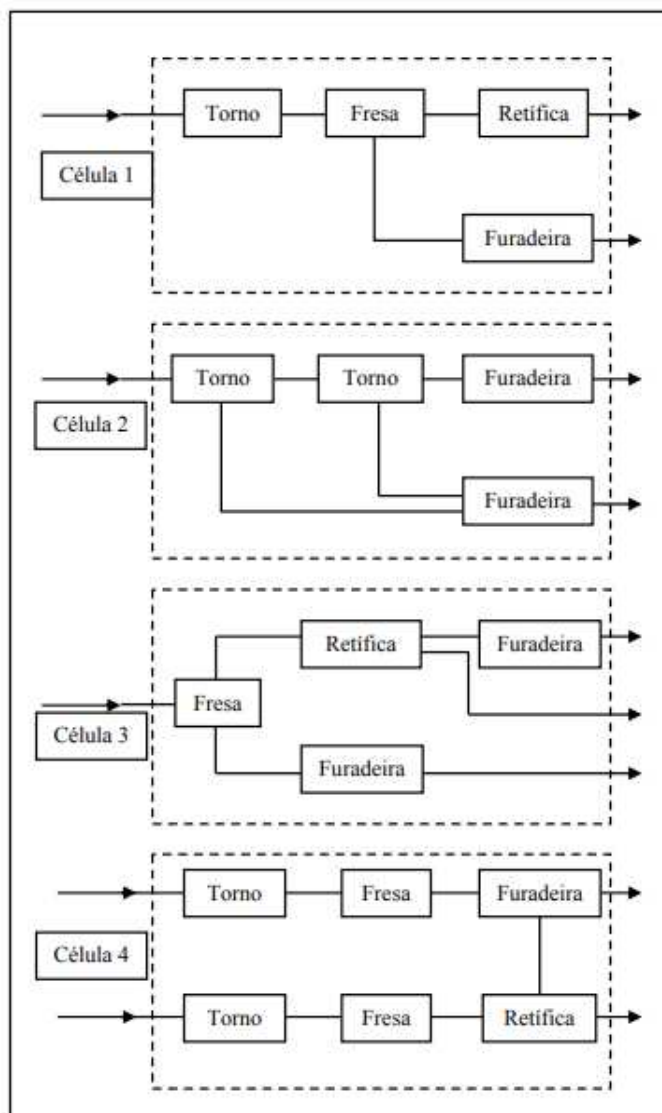 Torno
Fresa
Retífica
Célula 1
Furadeira
Torno
Torno
Furadeira
Célula 2
Furadeira
Retífica
Furadeira
Fresa
Célula 3
Furadeira
Torno
Fresa
Furadeira
Célula 4
Torno
Fresa
Retífica